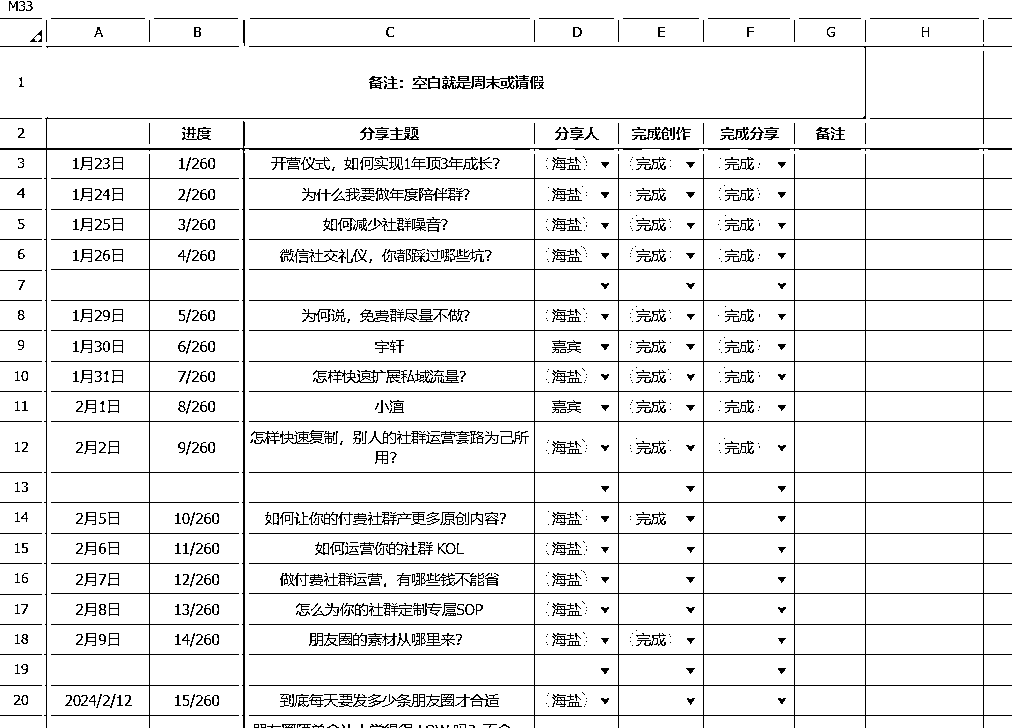 M33
A B C D E F G H
1 备注：空白就是周末或请假
2 进度 分享主题 分享人 完成创作 完成分享 备注
3 1月23日 1/260 开营仪式，如何实现1年顶3年成长？ 海盐 完成 完成
4 1月24日 2/260 为什么我要做年度陪伴群？ 海盐 完成 完成
5 1月25日 3/260 如何减少社群噪音？ 海盐 完成 完成
6 1月26日 4/260 微信社交礼仪，你都踩过哪些坑？ 海盐 完成 完成
7
8 1月29日 5/260 为何说，免费群尽量不做？ 海盐 完成 完成
9 1月30日 6/260 宇轩 嘉宾 完成 完成
10 1月31日 7/260 怎样快速扩展私域流量？ 海盐 完成 完成
11 2月1日 8/260 小渲 嘉宾 完成 完成
12 2月2日 9/260 怎样快速复制，别人的社群运营套路为己所
用？ 海盐 完成 完成
13
14 2月5日 10/260 如何让你的付费社群产更多原创内容？ 海盐 完成
15 2月6日 11/260 如何运营你的社群 KOL 海盐
16 2月7日 12/260 做付费社群运营，有哪些钱不能省 海盐
17 2月8日 13/260 怎么为你的社群定制专属SOP 海盐
18 2月9日 14/260 朋友圈的素材从哪里来？ 海盐 完成
19
20 2024/2/12 15/260 到底每天要发多少条朋友圈才合适 海盐